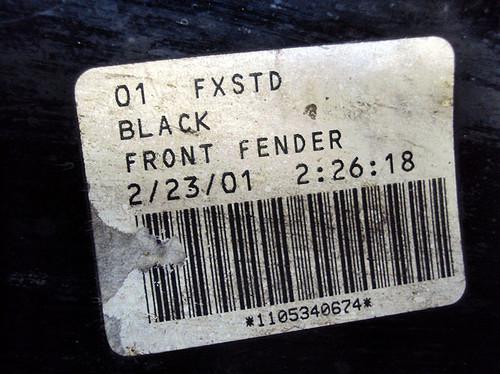 01 FXSTD
BLACK
FRONT FENDER
2/23/01 2:26:18
*1105340674*